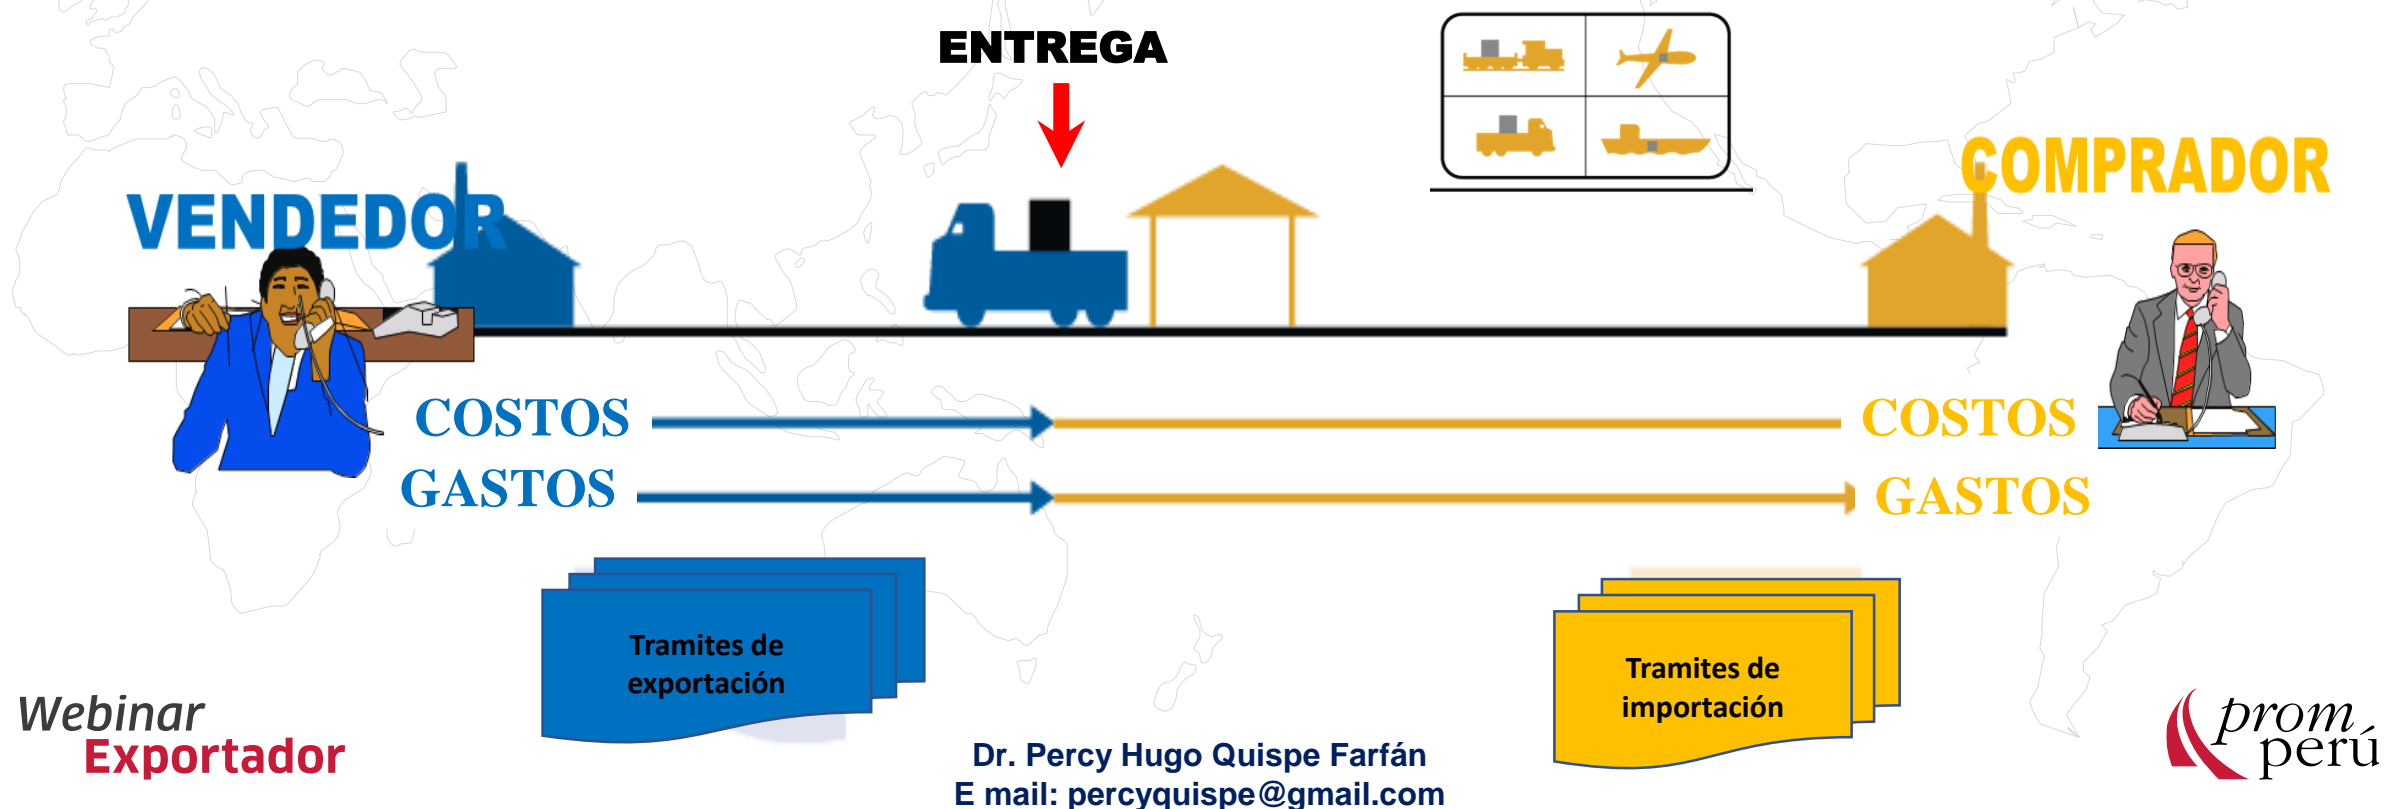 ENTREGA
VENDEDOR
COMPRADOR
COSTOS
COSTOS
GASTOS
GASTOS
Tramites de
exportación
Tramites de
importación
Webinar
Exportador
Dr. Percy Hugo Quispe Farfán
E mail: percyquispe@gmail.com
prom
perú